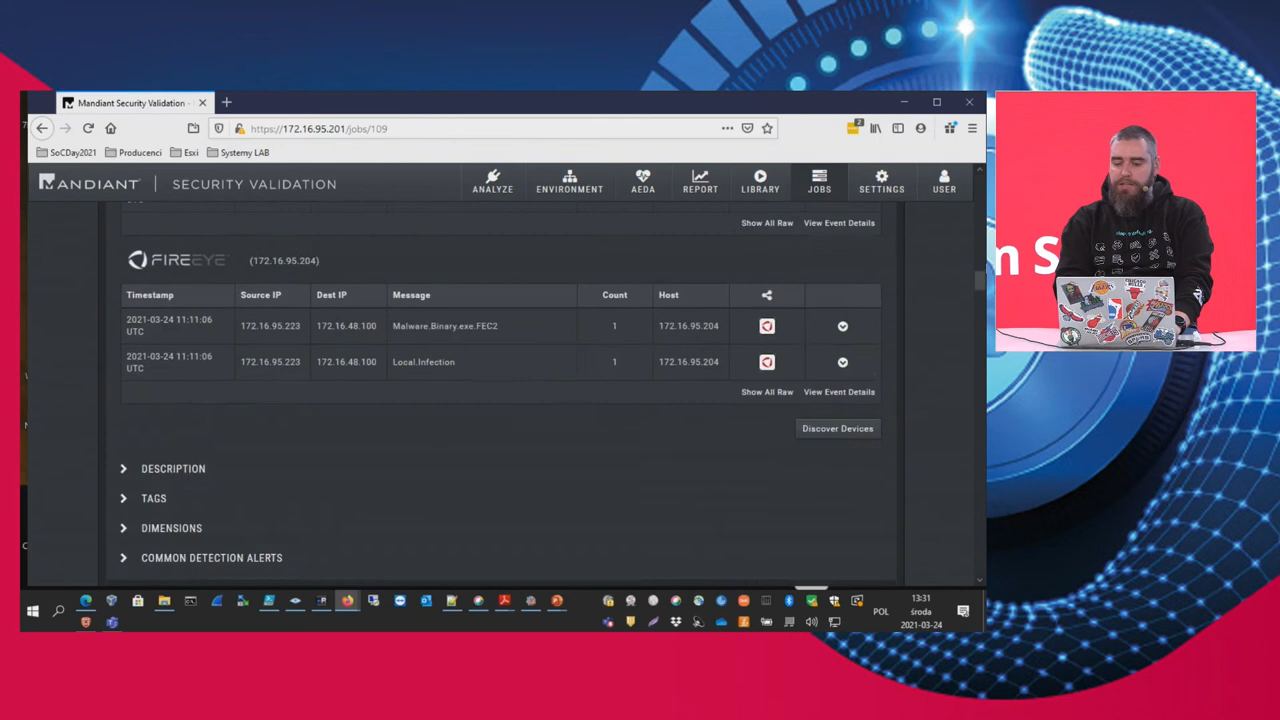 Mandiant Security Validation -
https://172.16.95.201/jobs/109
2
SoCDay2021 Producenci Esxi Systemy LAB
MANDIANT | SECURITY VALIDATION
ANALYZE ENVIRONMENT AEDA REPORT LIBRARY JOBS SETTINGS USER
Show All Raw View Event Details
FIREEYE (172.16.95.204)
Timestamp Source IP Dest IP Message Count Host
2021-03-24 11:11:06 UTC 172.16.95.223 172.16.48.100 Malware.Binary.exe.FEC2 1 172.16.95.204
2021-03-24 11:11:06 UTC 172.16.95.223 172.16.48.100 Local.Infection 1 172.16.95.204
Show All Raw View Event Details
Discover Devices
DESCRIPTION
TAGS
DIMENSIONS
COMMON DETECTION ALERTS
POL
13:31
środa
2021-03-24
m S
CHICAGO BULLS